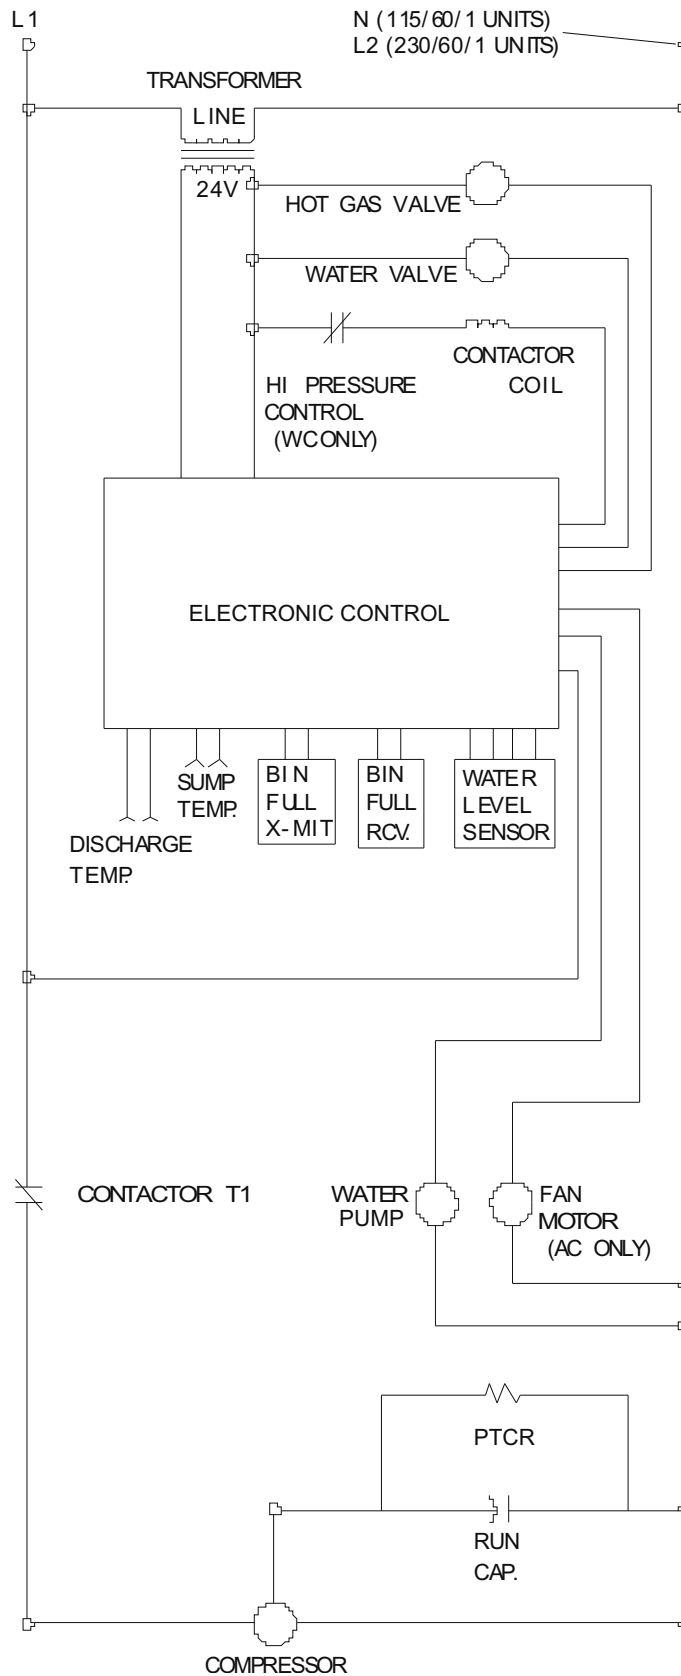 L1
N (115/60/1 UNITS)
L2 (230/60/1 UNITS)
TRANSFORMER
LINE
24V
HOT GAS VALVE
WATER VALVE
CONTACTOR
COIL
HI PRESSURE
CONTROL
(WC ONLY)
ELECTRONIC CONTROL
SUMP
TEMP.
BIN
FULL
X-MIT
BIN
FULL
RCV.
WATER
LEVEL
SENSOR
DISCHARGE
TEMP.
CONTACTOR T1
WATER
PUMP
FAN
MOTOR
(AC ONLY)
PTCR
RUN
CAP.
COMPRESSOR